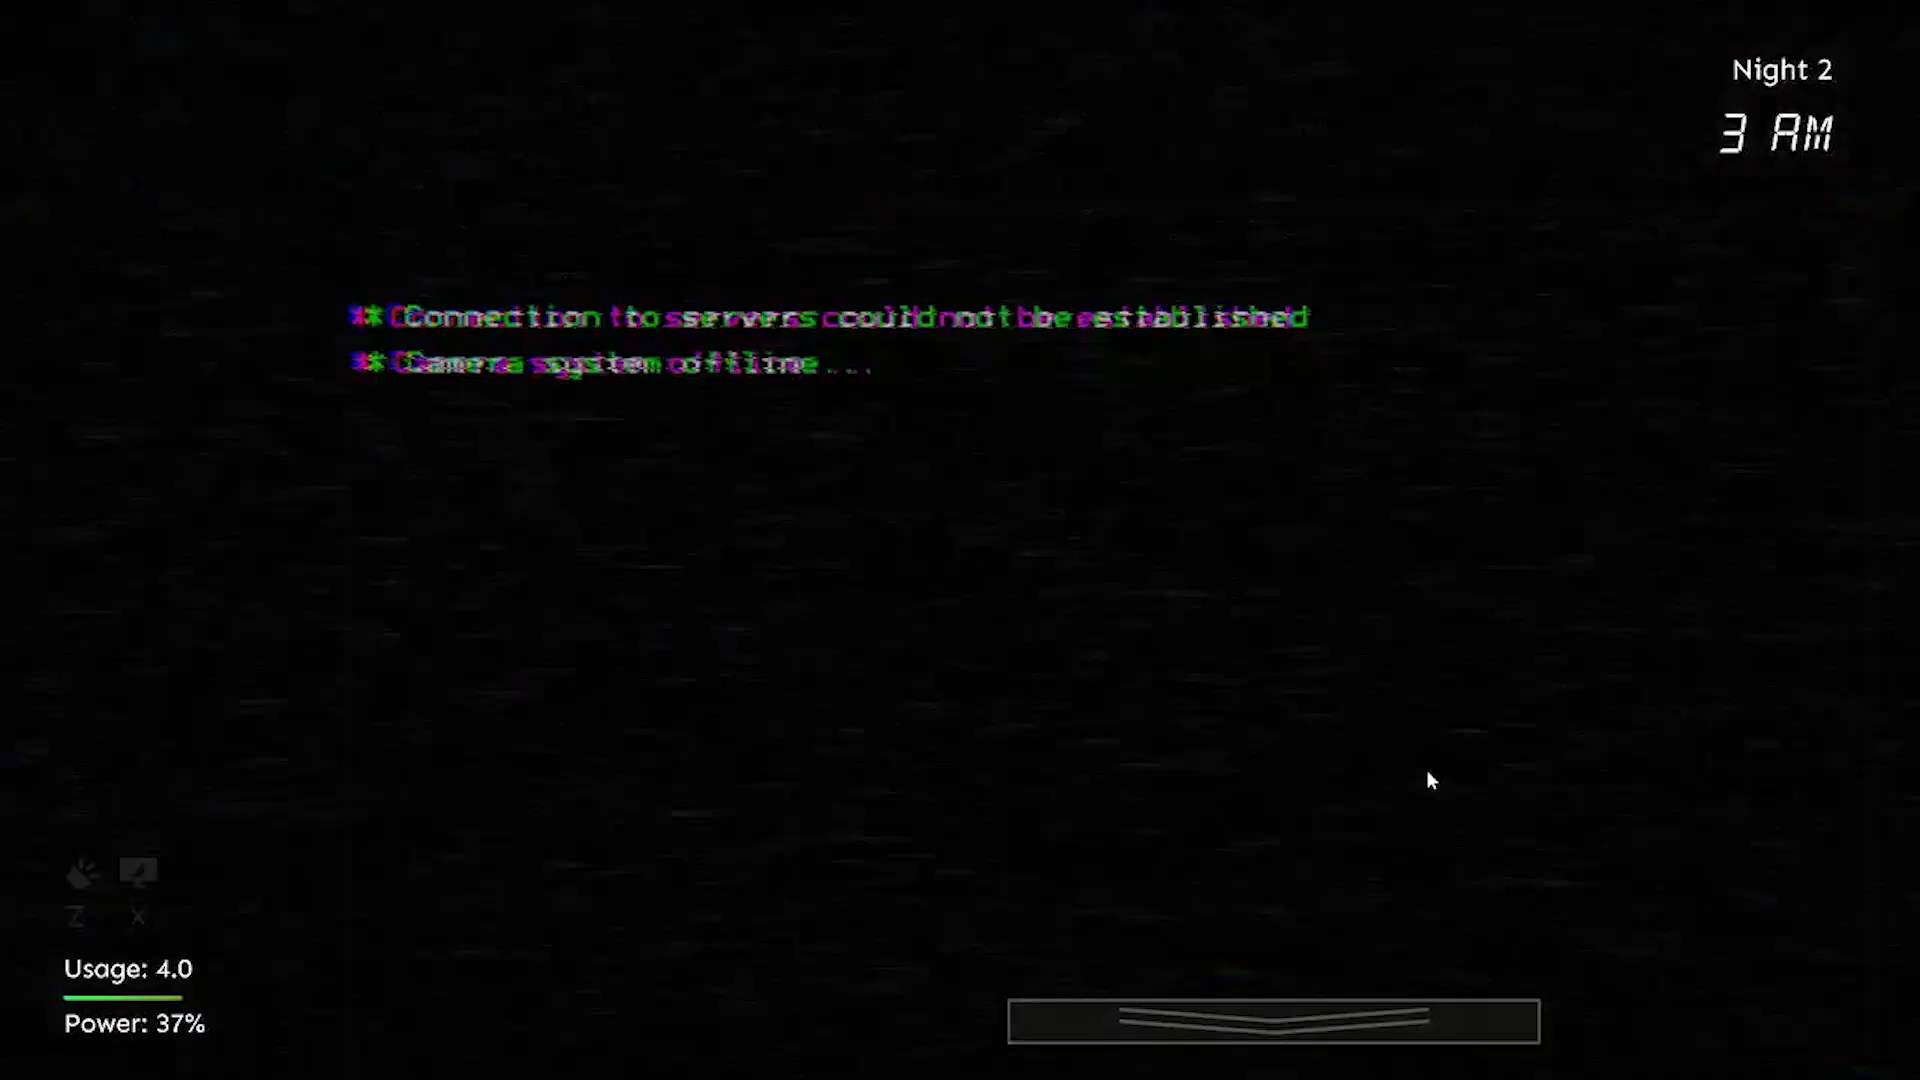 Night 2
3 AM
** Connection to servers could not be established
** Camera system offline...
Z X
Usage: 4.0
Power: 37%